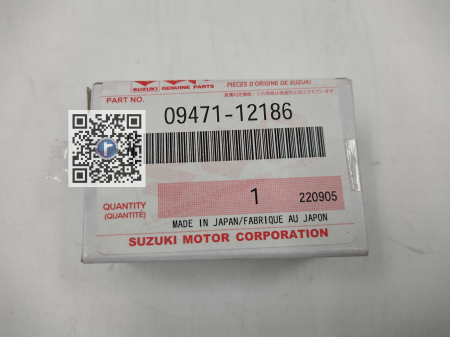 SUZUKI GENUINE PARTS
PIÈCES D'ORIGINE DE SUZUKI
PART NO.
09471-12186
QUANTITY
(QUANTITÉ)
1
220905
MADE IN JAPAN/FABRIQUE AU JAPON
SUZUKI MOTOR CORPORATION